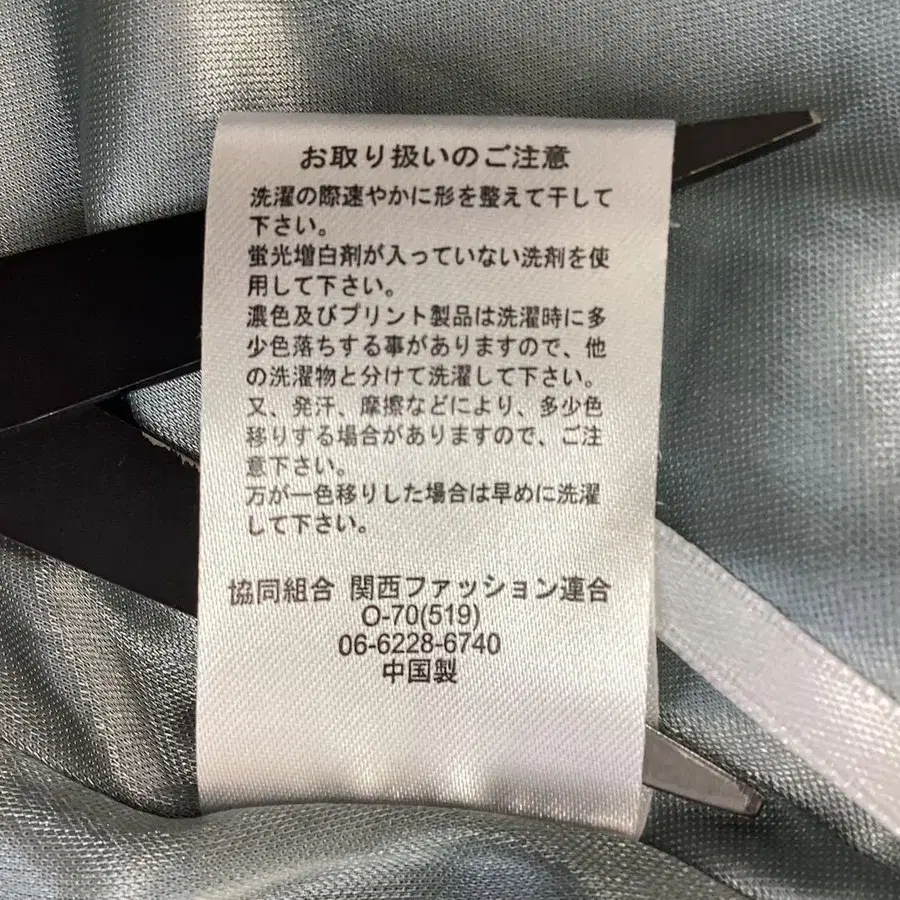 お取り扱いのご注意
洗濯の際速やかに形を整えて干して
下さい。
蛍光増白剤が入っていない洗剤を使
用して下さい。
濃色及びプリント製品は洗濯時に多
少色落ちする事がありますので、他
の洗濯物と分けて洗濯して下さい。
又、発汗、摩擦などにより、多少色
移りする場合がありますので、ご注
意下さい。
万が一色移りした場合は早めに洗濯
して下さい。
協同組合 関西ファッション連合
O-70(519)
06-6228-6740
中国製